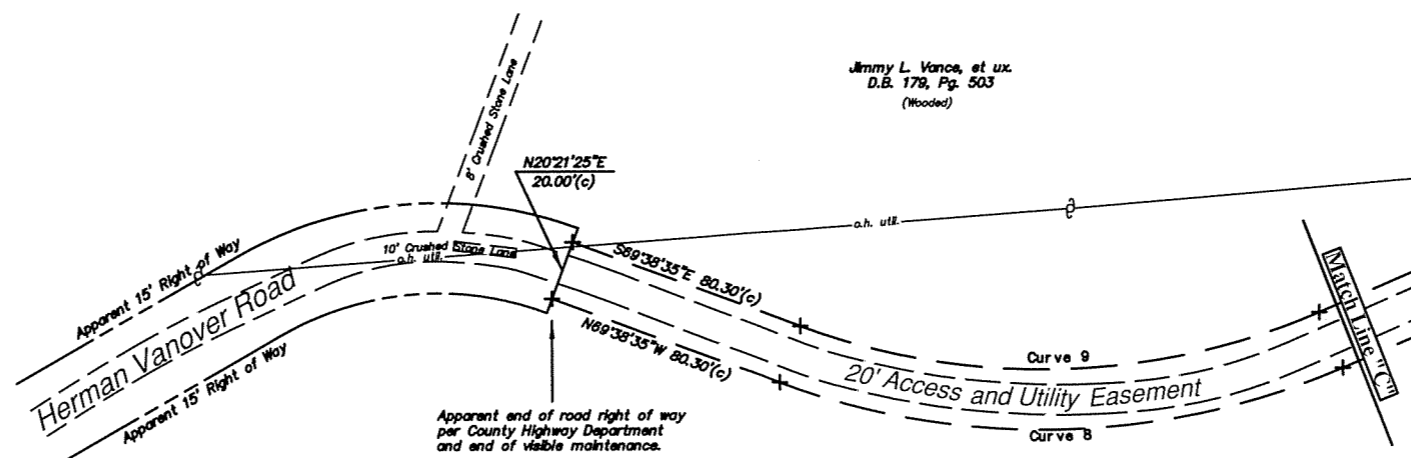 Jimmy L. Vance, et ux.
D.B. 179, Pg. 503
(Wooded)
8' Crushed Stone Lane
N20°21'25"E
20.00'(c)
o.h. util.
Apparent 15' Right of Way
10' Crushed Stone Lane
o.h. util.
S69°38'35"E 80.30'(c)
Match Line "C"
Herman Vanover Road
N69°38'35"W 80.30'(c)
Curve 9
20' Access and Utility Easement
Apparent 15' Right of Way
Curve 8
Apparent end of road right of way
per County Highway Department
and end of visible maintenance.